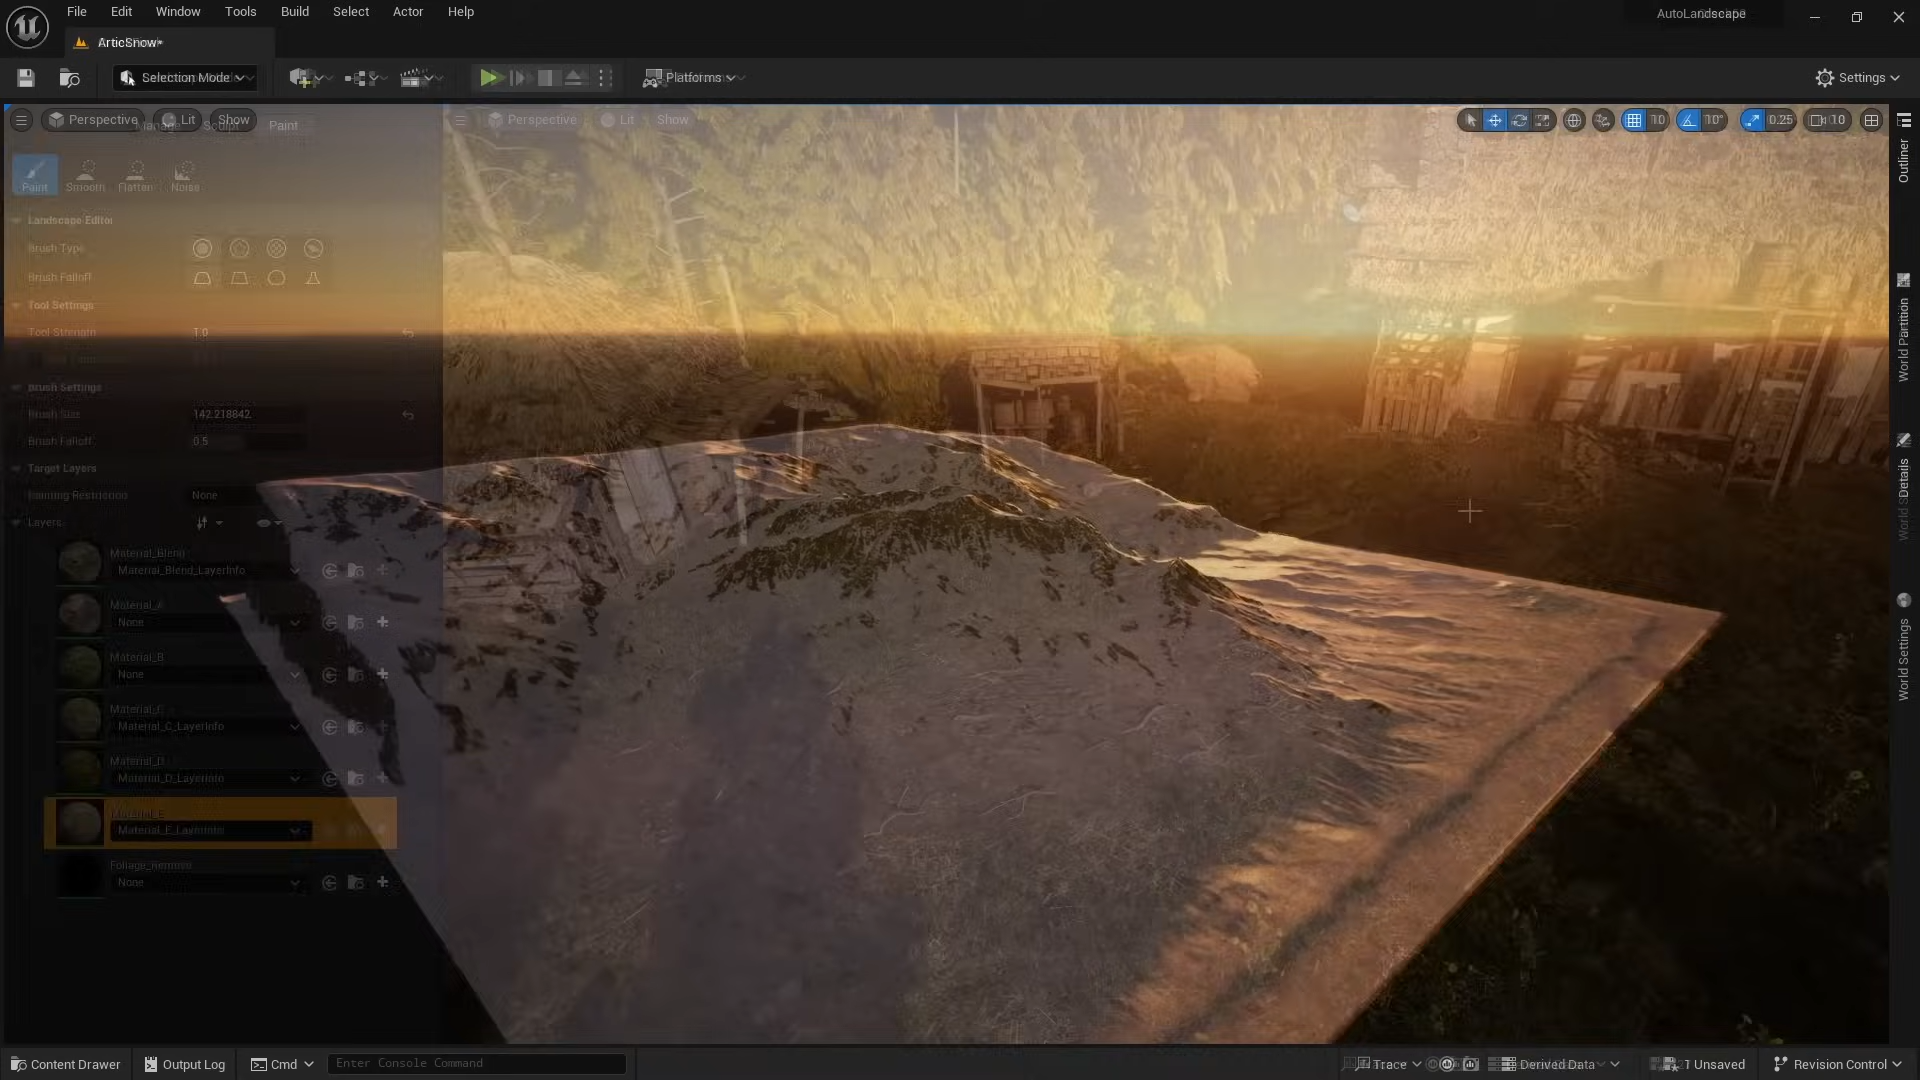 File Edit Window Tools Build Select Actor Help
AutoLandscape
Selection Mode
Platforms
Settings
Perspective Lit Show
Manage Sculpt Paint
Perspective Lit Show
10 10° 0.25 10
Outliner
World Partition
Details
World Settings
Paint Smooth Flatten Noise
Landscape Editor
Brush Type
Brush Falloff
Tool Settings
Tool Strength 1.0
Brush Settings
Brush Size 142.218842
Brush Falloff 0.5
Target Layers
Painting Restriction None
Layers
Material_Blend
Material_Blend_LayerInfo
Material_A
None
Material_B
None
Material_C
Material_C_LayerInfo
Material_D
Material_D_LayerInfo
Material_E
Material_E_LayerInfo
Foliage_Remove
None
Content Drawer Output Log Cmd Enter Console Command
Trace Derived Data 1 Unsaved Revision Control